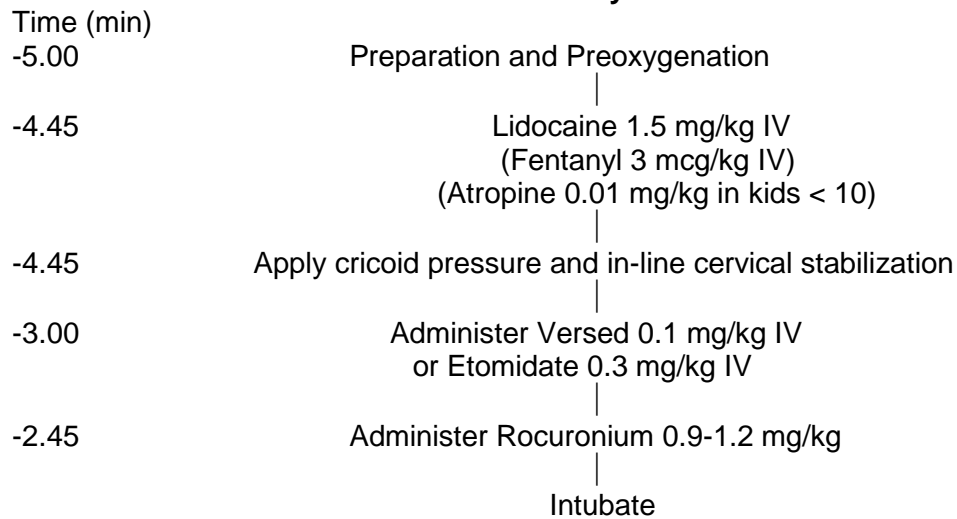 Time (min)
-5.00 Preparation and Preoxygenation
-4.45 Lidocaine 1.5 mg/kg IV
(Fentanyl 3 mcg/kg IV)
(Atropine 0.01 mg/kg in kids < 10)
-4.45 Apply cricoid pressure and in-line cervical stabilization
-3.00 Administer Versed 0.1 mg/kg IV
or Etomidate 0.3 mg/kg IV
-2.45 Administer Rocuronium 0.9-1.2 mg/kg
Intubate